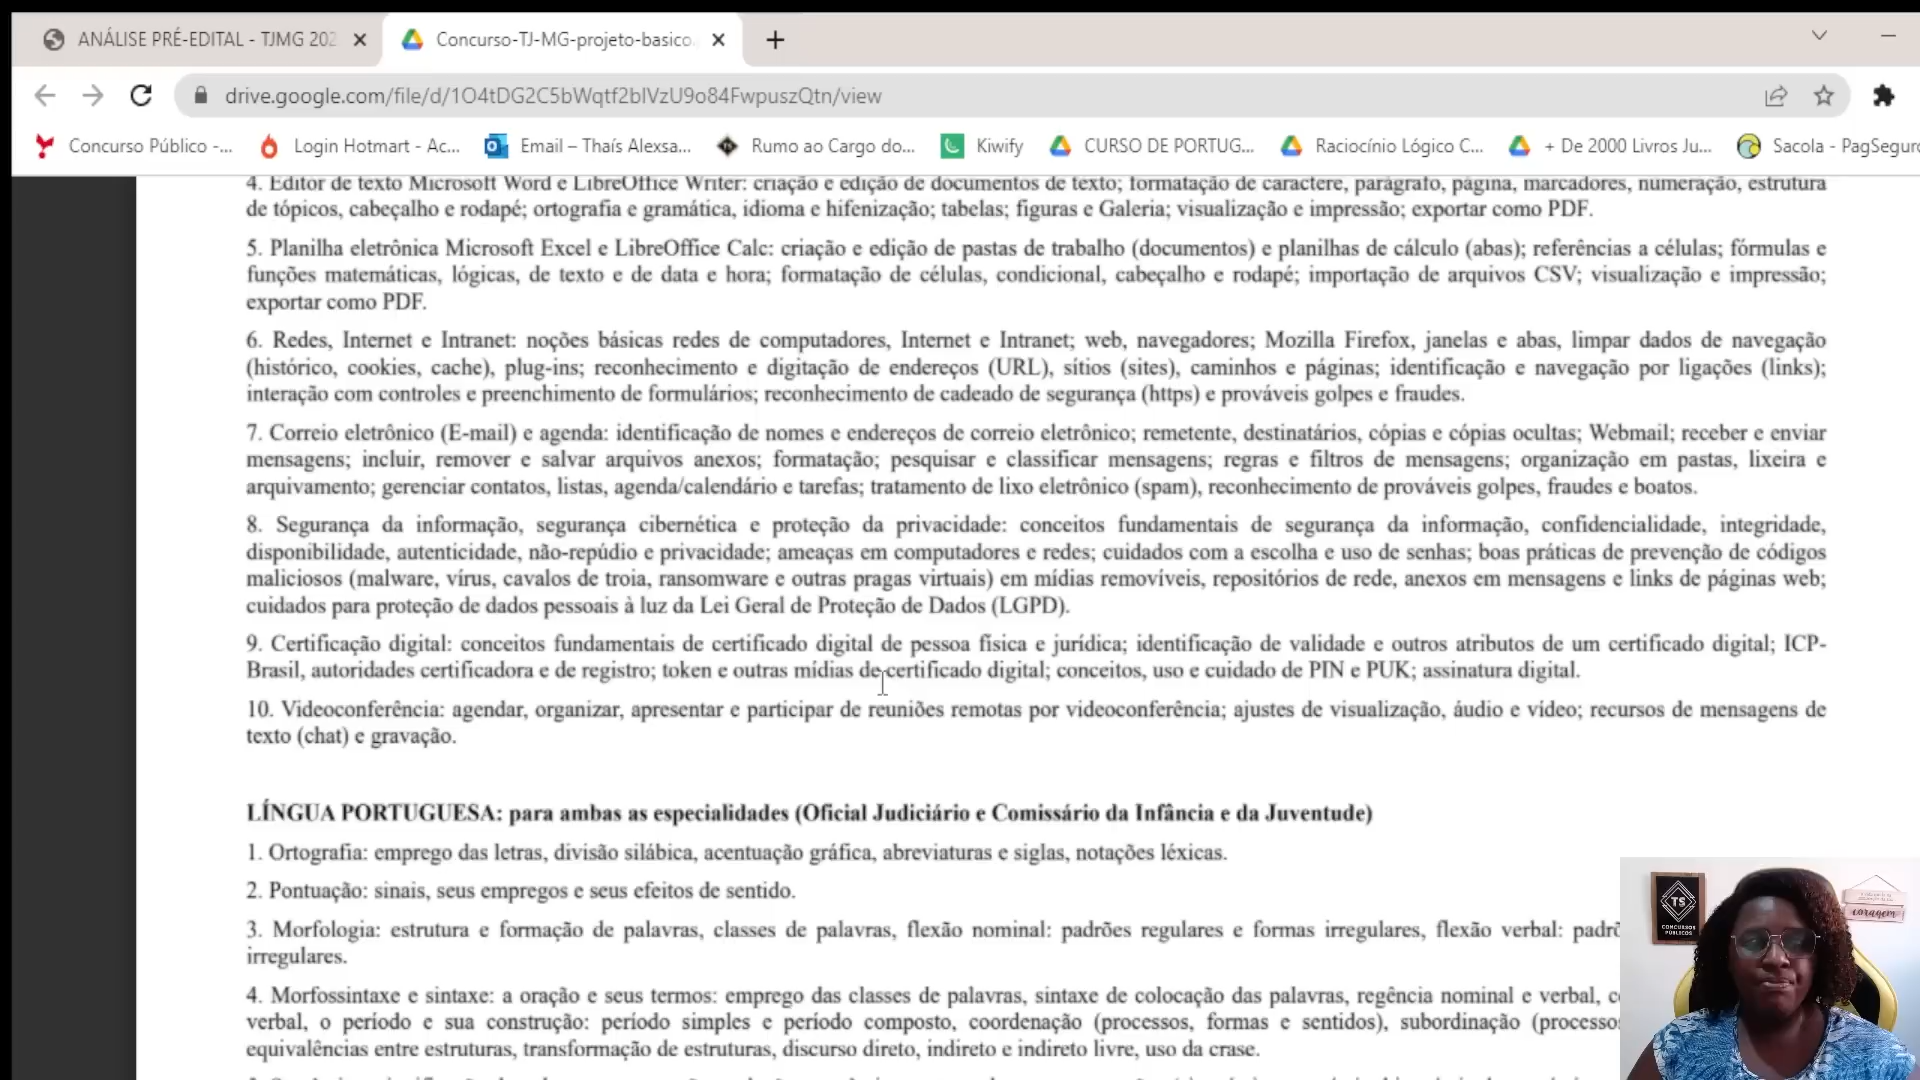 ANÁLISE PRÉ-EDITAL - TJMG 202
Concurso-TJ-MG-projeto-basico.
drive.google.com/file/d/1O4tDG2C5bWqtf2blVzU9o84FwpuszQtn/view
Concurso Público -...
Login Hotmart - Ac...
Email – Thaís Alexsa...
Rumo ao Cargo do...
Kiwify
CURSO DE PORTUG...
Raciocínio Lógico C...
+ De 2000 Livros Ju...
Sacola - PagSeguro
4. Editor de texto Microsoft Word e LibreOffice Writer: criação e edição de documentos de texto; formatação de caractere, parágrafo, página, marcadores, numeração, estrutura
de tópicos, cabeçalho e rodapé; ortografia e gramática, idioma e hifenização; tabelas; figuras e Galeria; visualização e impressão; exportar como PDF.
5. Planilha eletrônica Microsoft Excel e LibreOffice Calc: criação e edição de pastas de trabalho (documentos) e planilhas de cálculo (abas); referências a células; fórmulas e
funções matemáticas, lógicas, de texto e de data e hora; formatação de células, condicional, cabeçalho e rodapé; importação de arquivos CSV; visualização e impressão;
exportar como PDF.
6. Redes, Internet e Intranet: noções básicas redes de computadores, Internet e Intranet; web, navegadores; Mozilla Firefox, janelas e abas, limpar dados de navegação
(histórico, cookies, cache), plug-ins; reconhecimento e digitação de endereços (URL), sítios (sites), caminhos e páginas; identificação e navegação por ligações (links);
interação com controles e preenchimento de formulários; reconhecimento de cadeado de segurança (https) e prováveis golpes e fraudes.
7. Correio eletrônico (E-mail) e agenda: identificação de nomes e endereços de correio eletrônico; remetente, destinatários, cópias e cópias ocultas; Webmail; receber e enviar
mensagens; incluir, remover e salvar arquivos anexos; formatação; pesquisar e classificar mensagens; regras e filtros de mensagens; organização em pastas, lixeira e
arquivamento; gerenciar contatos, listas, agenda/calendário e tarefas; tratamento de lixo eletrônico (spam), reconhecimento de prováveis golpes, fraudes e boatos.
8. Segurança da informação, segurança cibernética e proteção da privacidade: conceitos fundamentais de segurança da informação, confidencialidade, integridade,
disponibilidade, autenticidade, não-repúdio e privacidade; ameaças em computadores e redes; cuidados com a escolha e uso de senhas; boas práticas de prevenção de códigos
maliciosos (malware, vírus, cavalos de troia, ransomware e outras pragas virtuais) em mídias removíveis, repositórios de rede, anexos em mensagens e links de páginas web;
cuidados para proteção de dados pessoais à luz da Lei Geral de Proteção de Dados (LGPD).
9. Certificação digital: conceitos fundamentais de certificado digital de pessoa física e jurídica; identificação de validade e outros atributos de um certificado digital; ICP-
Brasil, autoridades certificadora e de registro; token e outras mídias de certificado digital; conceitos, uso e cuidado de PIN e PUK; assinatura digital.
10. Videoconferência: agendar, organizar, apresentar e participar de reuniões remotas por videoconferência; ajustes de visualização, áudio e vídeo; recursos de mensagens de
texto (chat) e gravação.
LÍNGUA PORTUGUESA: para ambas as especialidades (Oficial Judiciário e Comissário da Infância e da Juventude)
1. Ortografia: emprego das letras, divisão silábica, acentuação gráfica, abreviaturas e siglas, notações léxicas.
2. Pontuação: sinais, seus empregos e seus efeitos de sentido.
3. Morfologia: estrutura e formação de palavras, classes de palavras, flexão nominal: padrões regulares e formas irregulares, flexão verbal: padrõ
irregulares.
4. Morfossintaxe e sintaxe: a oração e seus termos: emprego das classes de palavras, sintaxe de colocação das palavras, regência nominal e verbal, c
verbal, o período e sua construção: período simples e período composto, coordenação (processos, formas e sentidos), subordinação (processo
equivalências entre estruturas, transformação de estruturas, discurso direto, indireto e indireto livre, uso da crase.
TS
CONCURSOS
PÚBLICOS
coragem